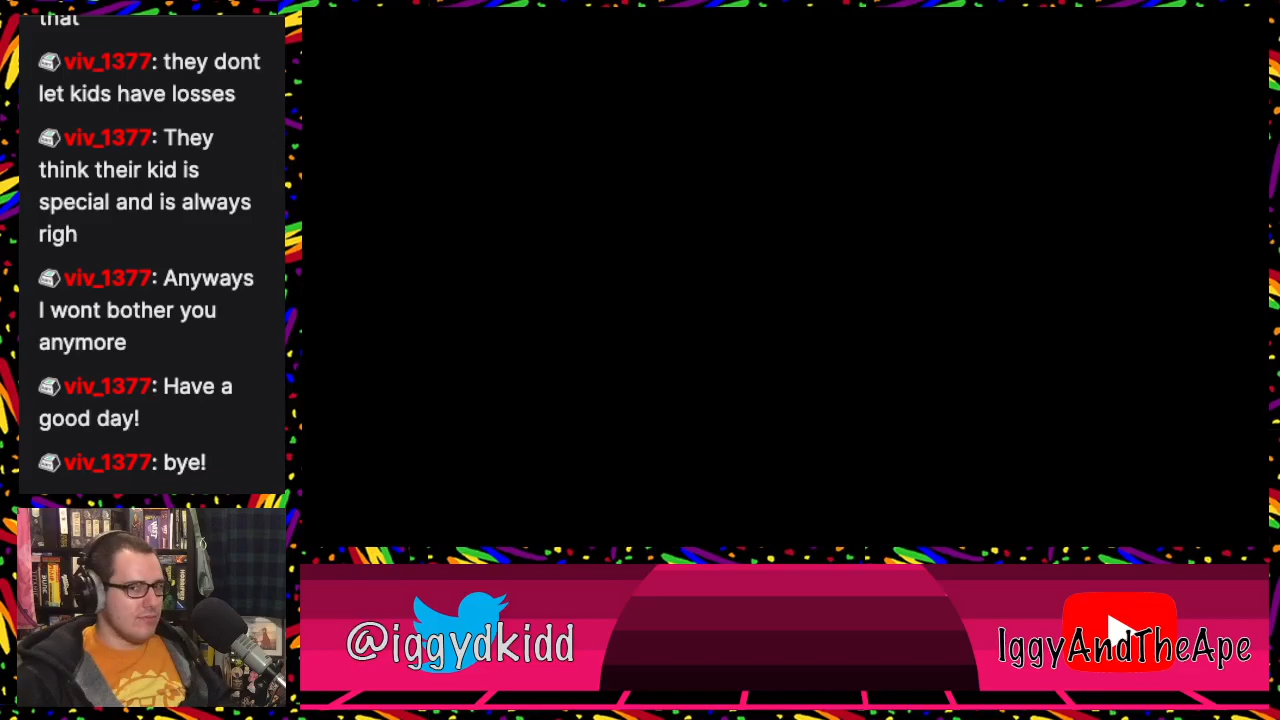 that
viv_1377: they dont
let kids have losses
viv_1377: They
think their kid is
special and is always
righ
viv_1377: Anyways
I wont bother you
anymore
viv_1377: Have a
good day!
viv_1377: bye!
@iggydkidd
IggyAndTheApe